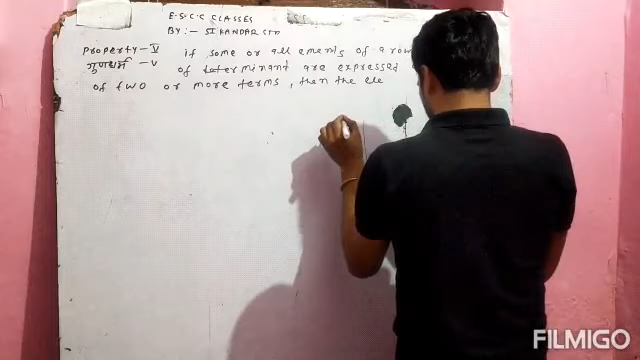 E.S.C.C CLASSES
BY:- SIKANDAR SIR
Property-V if some or all ements of a row
गुणधर्म -V of determinant are expressed
of two or more terms, then the ele
FILMIGO